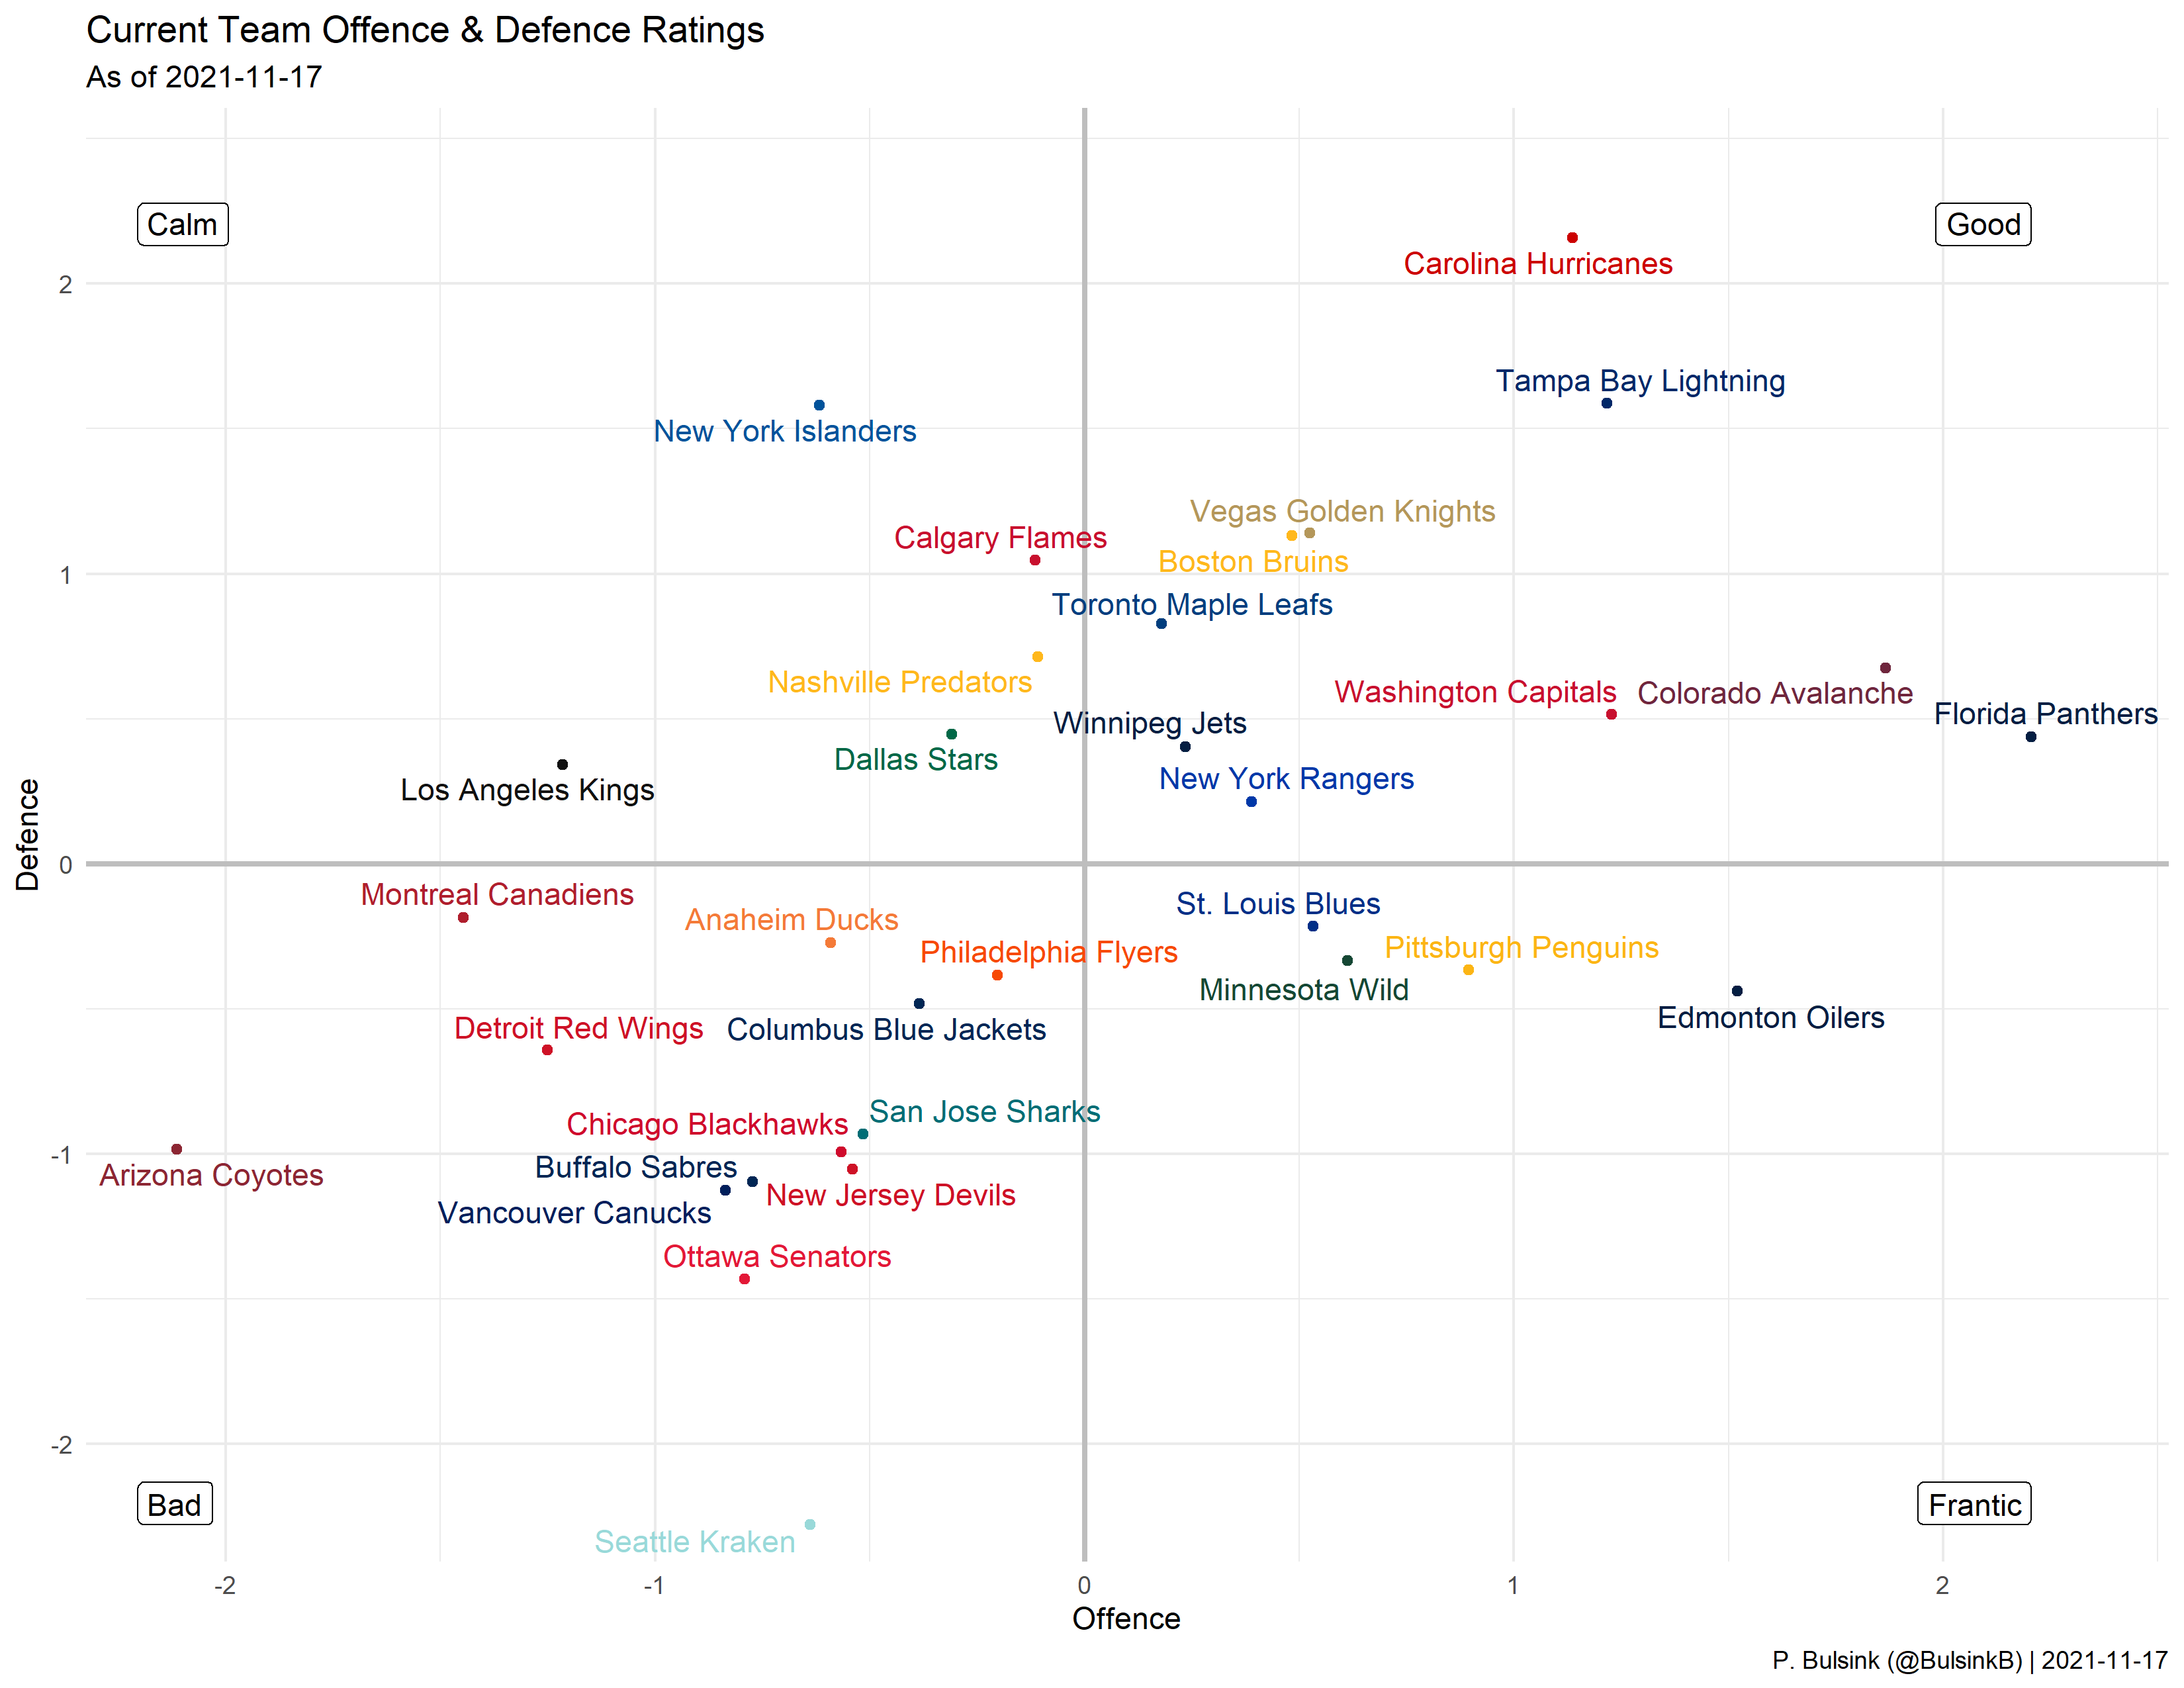 Current Team Offence & Defence Ratings
As of 2021-11-17
Calm
Good
Carolina Hurricanes
2
Tampa Bay Lightning
New York Islanders
Vegas Golden Knights
Calgary Flames
Boston Bruins
1
Toronto Maple Leafs
Nashville Predators
Washington Capitals
Colorado Avalanche
Florida Panthers
Winnipeg Jets
Dallas Stars
New York Rangers
Los Angeles Kings
Defence
0
Montreal Canadiens
St. Louis Blues
Anaheim Ducks
Pittsburgh Penguins
Philadelphia Flyers
Minnesota Wild
Edmonton Oilers
Detroit Red Wings
Columbus Blue Jackets
San Jose Sharks
Chicago Blackhawks
-1
Buffalo Sabres
Arizona Coyotes
New Jersey Devils
Vancouver Canucks
Ottawa Senators
-2
Bad
Frantic
Seattle Kraken
-2
-1
0
1
2
Offence
P. Bulsink (@BulsinkB) | 2021-11-17